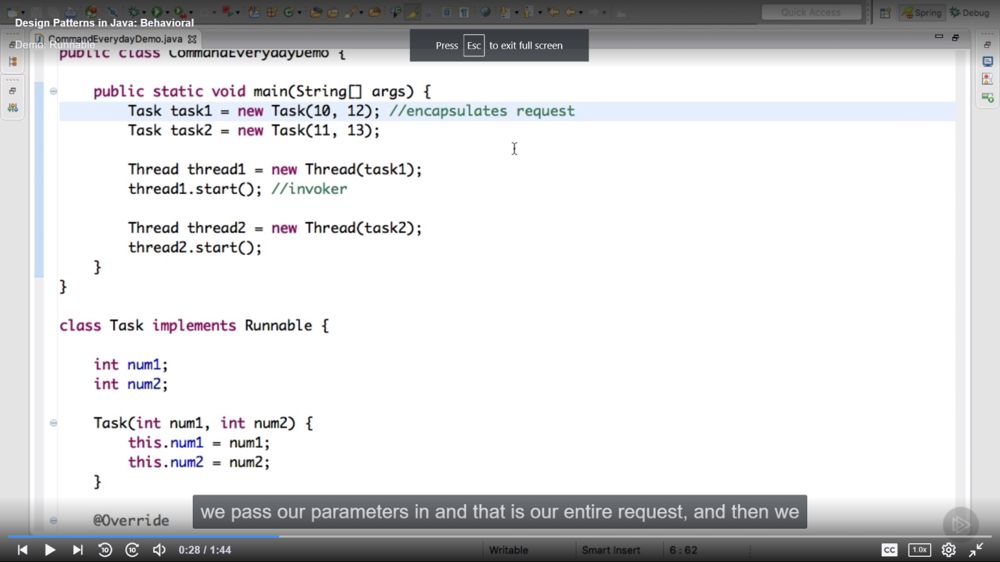 Quick Access
Spring
Debug
Design Patterns in Java: Behavioral
CommandEverydayDemo.java
Demo: Runnable
Press Esc to exit full screen
public class CommandEverydayDemo {
public static void main(String[] args) {
Task task1 = new Task(10, 12); //encapsulates request
Task task2 = new Task(11, 13);
Thread thread1 = new Thread(task1);
thread1.start(); //invoker
Thread thread2 = new Thread(task2);
thread2.start();
}
}
class Task implements Runnable {
int num1;
int num2;
Task(int num1, int num2) {
this.num1 = num1;
this.num2 = num2;
}
@Override
we pass our parameters in and that is our entire request, and then we
10
10
0:28 / 1:44
Writable
Smart Insert
6 : 62
CC
1.0x